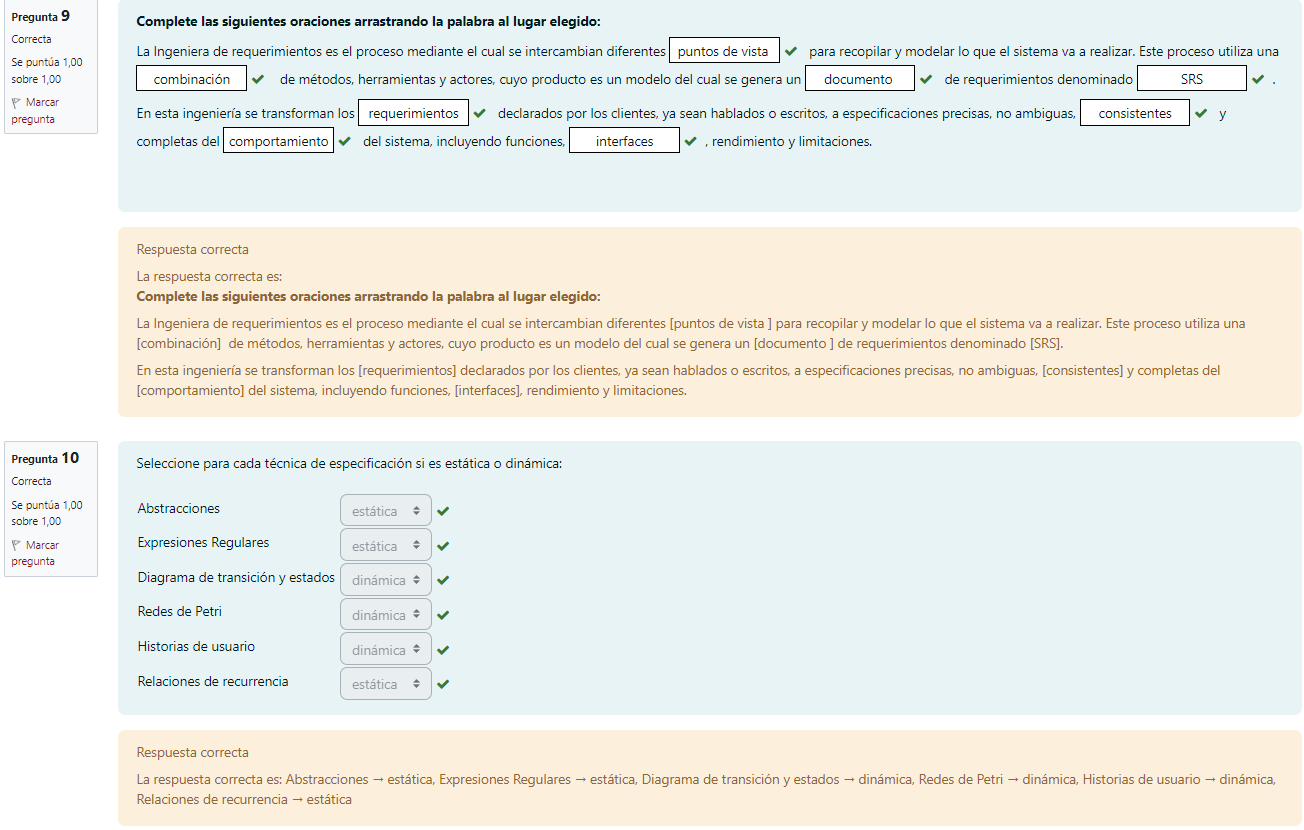 Pregunta 9
Correcta
Se puntúa 1,00
sobre 1,00
Marcar
pregunta
Complete las siguientes oraciones arrastrando la palabra al lugar elegido:
La Ingeniera de requerimientos es el proceso mediante el cual se intercambian diferentes puntos de vista para recopilar y modelar lo que el sistema va a realizar. Este proceso utiliza una
combinación de métodos, herramientas y actores, cuyo producto es un modelo del cual se genera un documento de requerimientos denominado SRS .
En esta ingeniería se transforman los requerimientos declarados por los clientes, ya sean hablados o escritos, a especificaciones precisas, no ambiguas, consistentes y
completas del comportamiento del sistema, incluyendo funciones, interfaces , rendimiento y limitaciones.
Respuesta correcta
La respuesta correcta es:
Complete las siguientes oraciones arrastrando la palabra al lugar elegido:
La Ingeniera de requerimientos es el proceso mediante el cual se intercambian diferentes [puntos de vista ] para recopilar y modelar lo que el sistema va a realizar. Este proceso utiliza una
[combinación] de métodos, herramientas y actores, cuyo producto es un modelo del cual se genera un [documento ] de requerimientos denominado [SRS].
En esta ingeniería se transforman los [requerimientos] declarados por los clientes, ya sean hablados o escritos, a especificaciones precisas, no ambiguas, [consistentes] y completas del
[comportamiento] del sistema, incluyendo funciones, [interfaces], rendimiento y limitaciones.
Pregunta 10
Correcta
Se puntúa 1,00
sobre 1,00
Marcar
pregunta
Seleccione para cada técnica de especificación si es estática o dinámica:
Abstracciones estática
Expresiones Regulares estática
Diagrama de transición y estados dinámica
Redes de Petri dinámica
Historias de usuario dinámica
Relaciones de recurrencia estática
Respuesta correcta
La respuesta correcta es: Abstracciones → estática, Expresiones Regulares → estática, Diagrama de transición y estados → dinámica, Redes de Petri → dinámica, Historias de usuario → dinámica,
Relaciones de recurrencia → estática